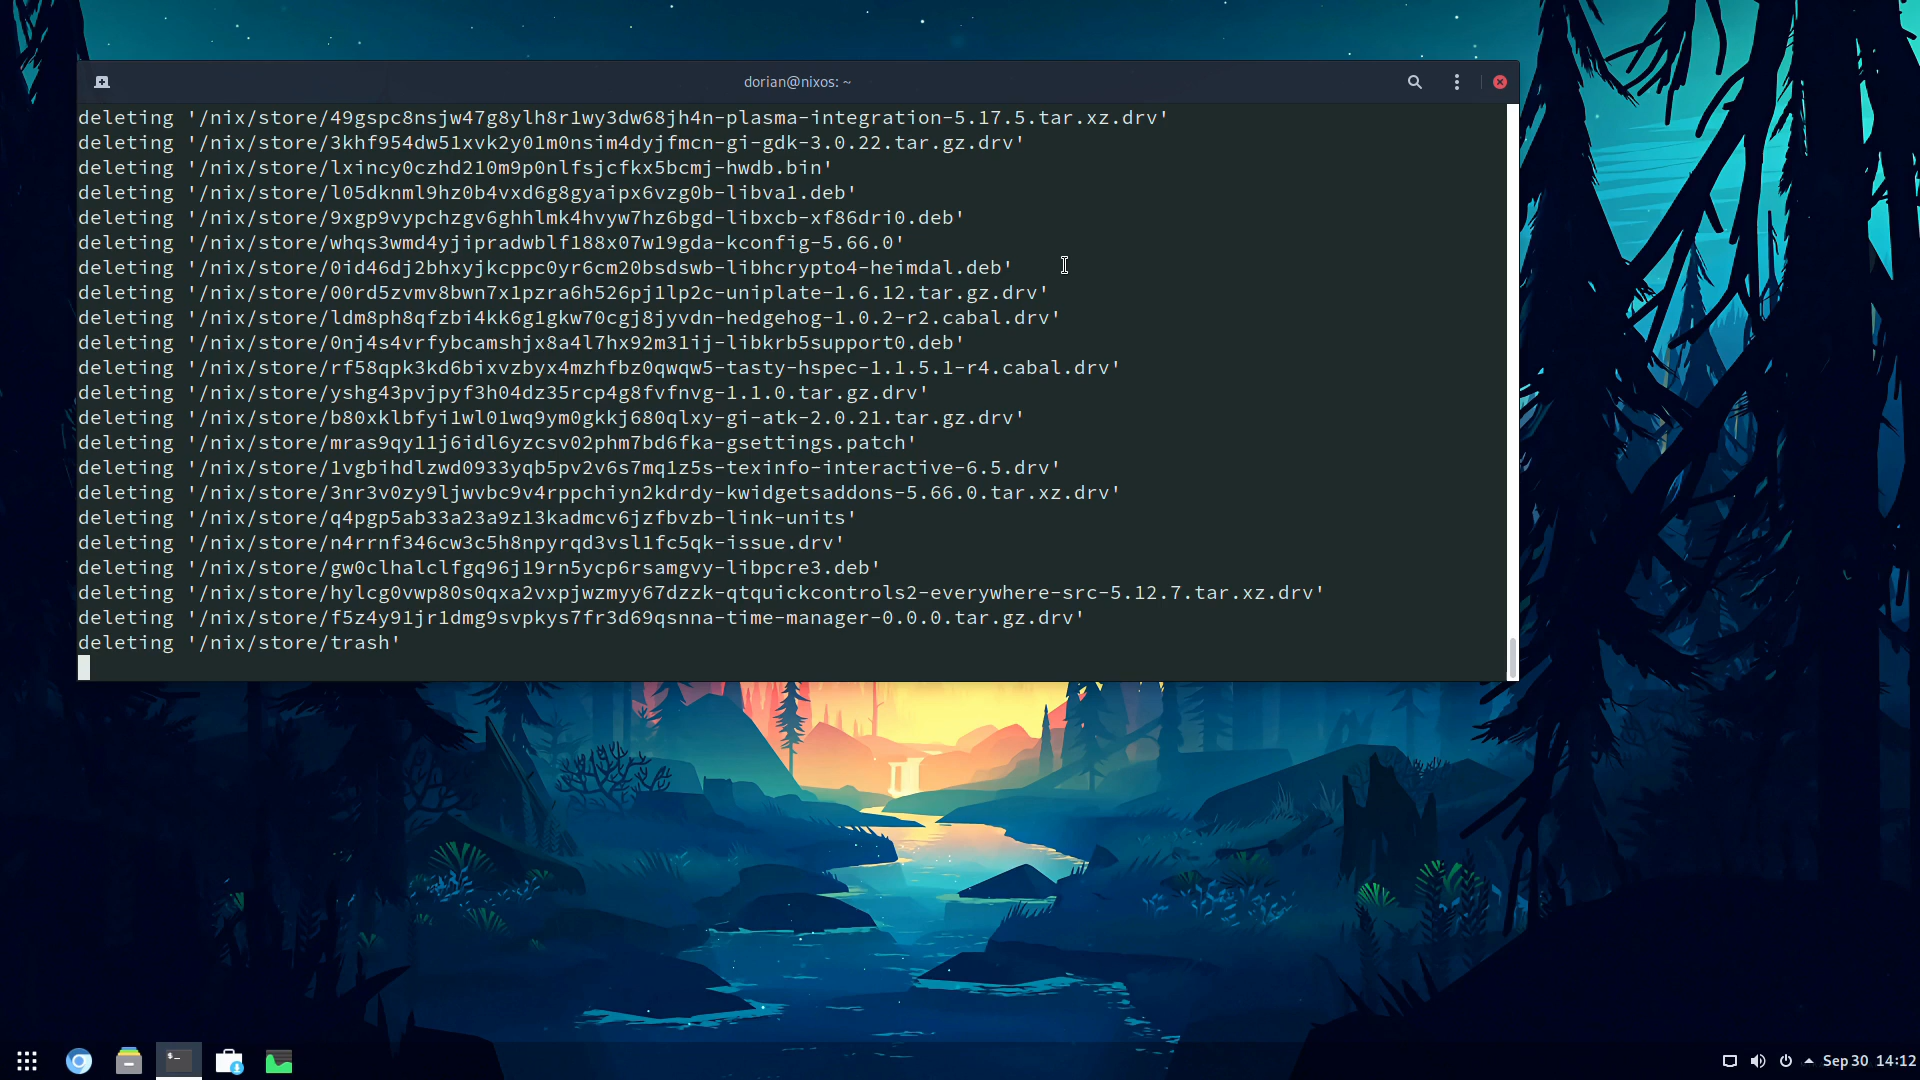 dorian@nixos: ~
deleting '/nix/store/49gspc8nsjw47g8ylh8r1wy3dw68jh4n-plasma-integration-5.17.5.tar.xz.drv'
deleting '/nix/store/3khf954dw51xvk2y01m0nsim4dyjfmcn-gi-gdk-3.0.22.tar.gz.drv'
deleting '/nix/store/lxincy0czhd210m9p0nlfsjcfkx5bcmj-hwdb.bin'
deleting '/nix/store/l05dknml9hz0b4vxd6g8gyaipx6vzg0b-libva1.deb'
deleting '/nix/store/9xgp9vypchzgv6ghhlmk4hvyw7hz6bgd-libxcb-xf86dri0.deb'
deleting '/nix/store/whqs3wmd4yjipradwblf188x07w19gda-kconfig-5.66.0'
deleting '/nix/store/0id46dj2bhxyjkcppc0yr6cm20bsdswb-libhcrypto4-heimdal.deb'
deleting '/nix/store/00rd5zvmv8bwn7x1pzra6h526pj1lp2c-uniplate-1.6.12.tar.gz.drv'
deleting '/nix/store/ldm8ph8qfzbi4kk6g1gkw70cgj8jyvdn-hedgehog-1.0.2-r2.cabal.drv'
deleting '/nix/store/0nj4s4vrfybcamshjx8a4l7hx92m31ij-libkrb5support0.deb'
deleting '/nix/store/rf58qpk3kd6bixvzbyx4mzhfbz0qwqw5-tasty-hspec-1.1.5.1-r4.cabal.drv'
deleting '/nix/store/yshg43pvjpyf3h04dz35rcp4g8fvfnvg-1.1.0.tar.gz.drv'
deleting '/nix/store/b80xklbfyi1wl01wq9ym0gkkj680qlxy-gi-atk-2.0.21.tar.gz.drv'
deleting '/nix/store/mras9qy11j6idl6yzcsv02phm7bd6fka-gsettings.patch'
deleting '/nix/store/1vgbihdlzwd0933yqb5pv2v6s7mq1z5s-texinfo-interactive-6.5.drv'
deleting '/nix/store/3nr3v0zy9ljwvbc9v4rppchiyn2kdrdy-kwidgetsaddons-5.66.0.tar.xz.drv'
deleting '/nix/store/q4pgp5ab33a23a9z13kadmcv6jzfbvzb-link-units'
deleting '/nix/store/n4rrnf346cw3c5h8npyrqd3vsl1fc5qk-issue.drv'
deleting '/nix/store/gw0clhalclfgq96j19rn5ycp6rsamgvy-libpcre3.deb'
deleting '/nix/store/hylcg0vwp80s0qxa2vxpjwzmyy67dzzk-qtquickcontrols2-everywhere-src-5.12.7.tar.xz.drv'
deleting '/nix/store/f5z4y91jr1dmg9svpkys7fr3d69qsnna-time-manager-0.0.0.tar.gz.drv'
deleting '/nix/store/trash'
Sep 30 14:12